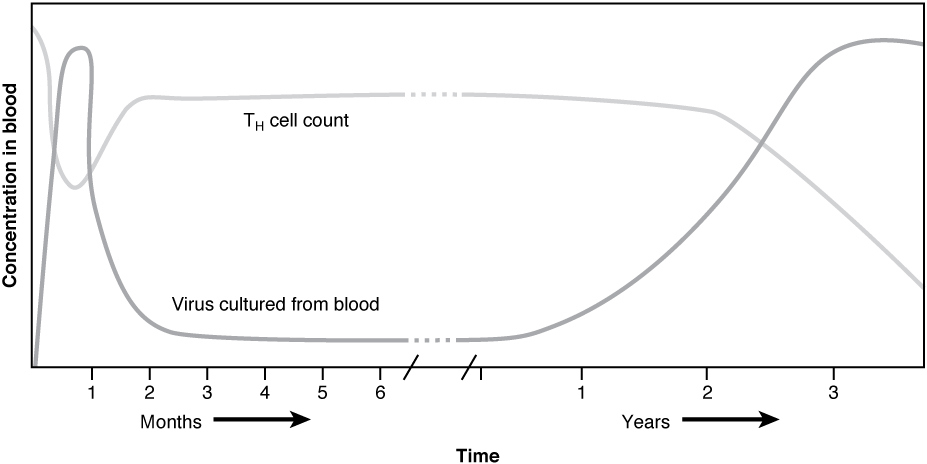 Concentration in blood
T_H cell count
Virus cultured from blood
1 2 3 4 5 6 1 2 3
Months Years
Time